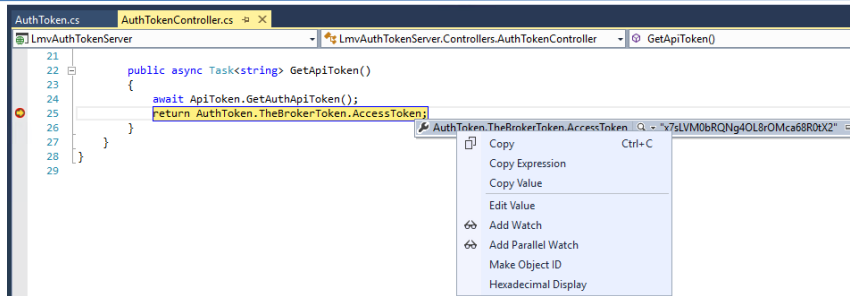 AuthToken.cs AuthTokenController.cs
LmvAuthTokenServer LmvAuthTokenServer.Controllers.AuthTokenController GetApiToken()
21
22 public async Task<string> GetApiToken()
23 {
24 await ApiToken.GetAuthApiToken();
25 return AuthToken.TheBrokerToken.AccessToken;
26 }
AuthToken.TheBrokerToken.AccessToken "x7sLVM0bRQNg4OL8rOMca68R0tX2"
27 }
28 }
29
Copy Ctrl+C
Copy Expression
Copy Value
Edit Value
Add Watch
Add Parallel Watch
Make Object ID
Hexadecimal Display